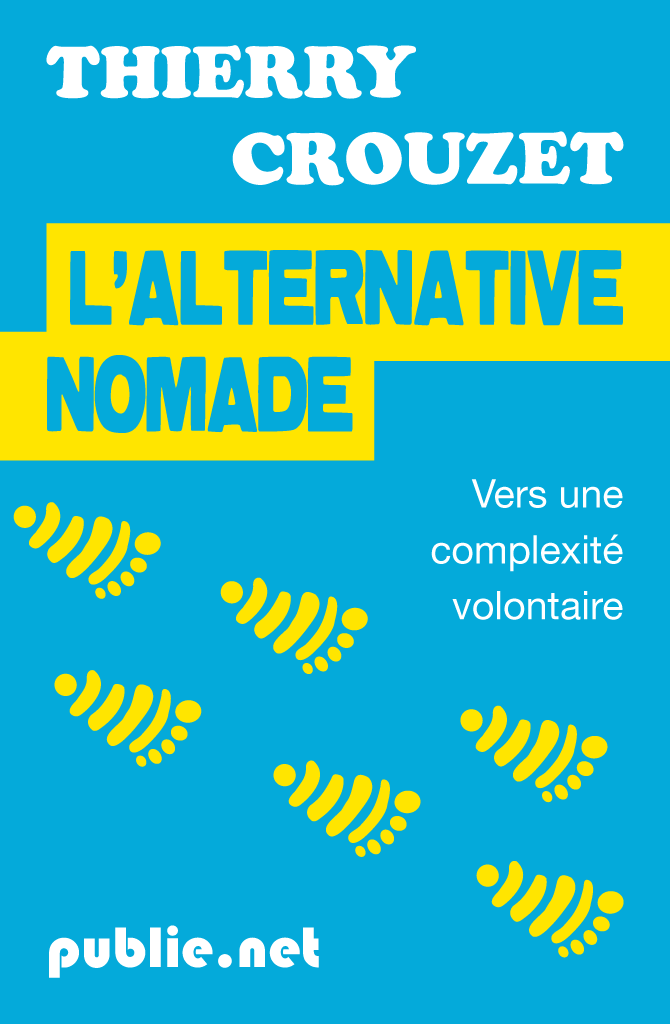 THIERRY
CROUZET
L'ALTERNATIVE
NOMADE
Vers une
complexité
volontaire
publie.net